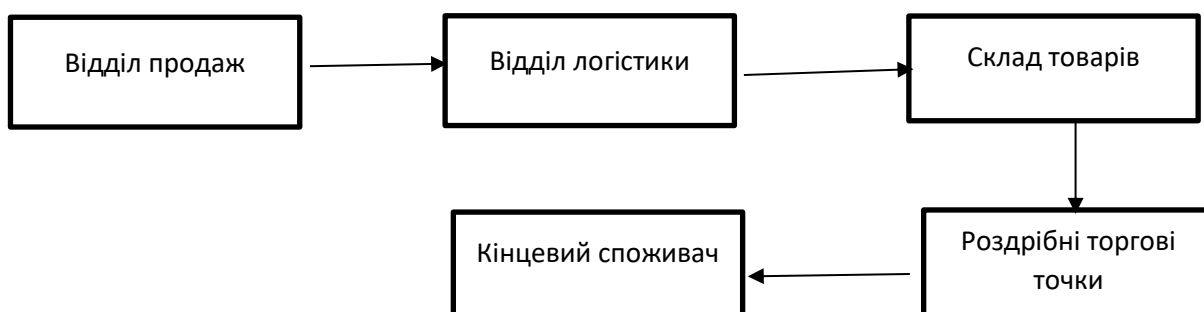 Відділ продаж
Відділ логістики
Склад товарів
Кінцевий споживач
Роздрібні торгові
точки